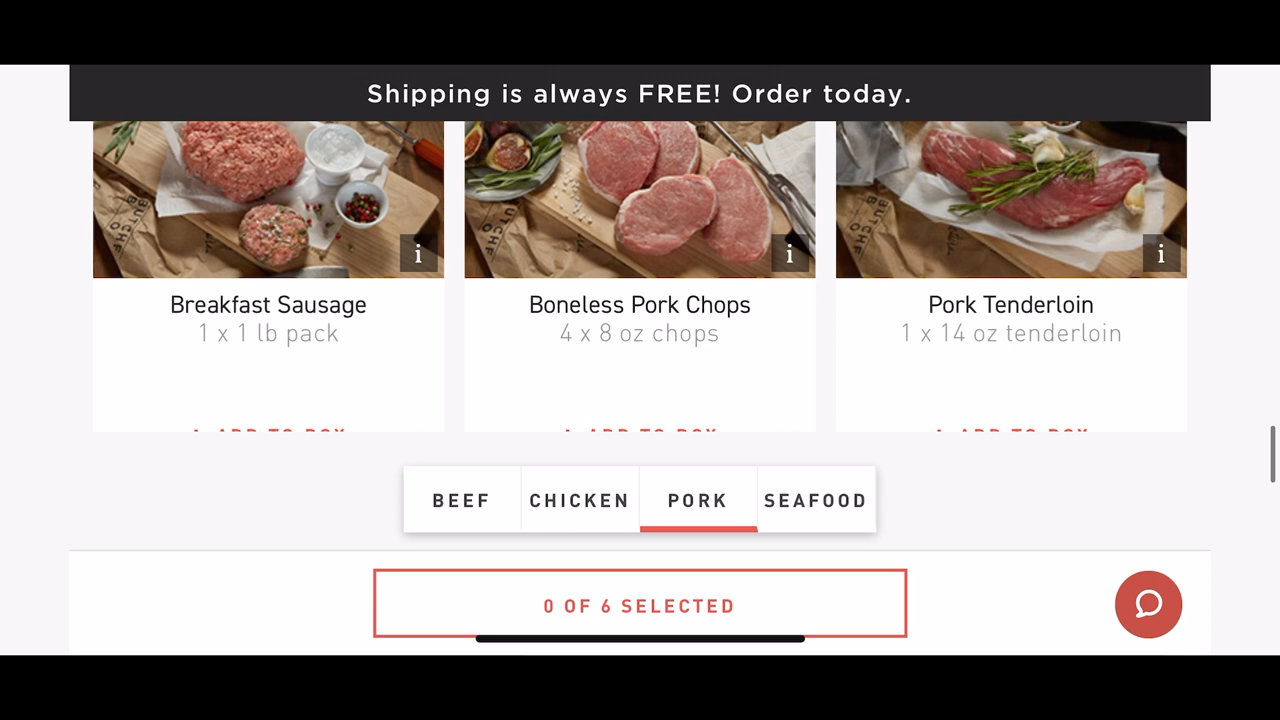 Shipping is always FREE! Order today.
i
i
i
Breakfast Sausage
1 x 1 lb pack
Boneless Pork Chops
4 x 8 oz chops
Pork Tenderloin
1 x 14 oz tenderloin
BEEF
CHICKEN
PORK
SEAFOOD
0 OF 6 SELECTED